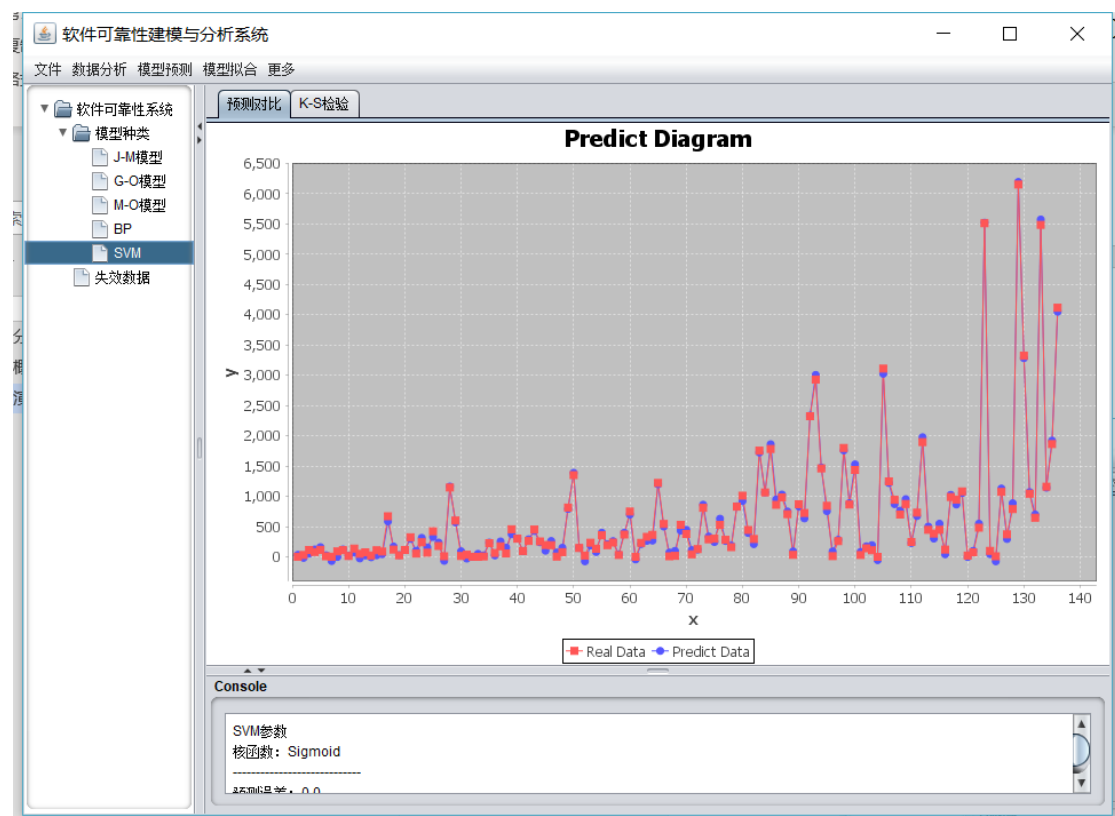 软件可靠性建模与分析系统
文件 数据分析 模型预测 模型拟合 更多
软件可靠性系统
模型种类
J-M模型
G-O模型
M-O模型
BP
SVM
失效数据
预测对比 K-S检验
Predict Diagram
6,500
6,000
5,500
5,000
4,500
4,000
3,500
3,000
2,500
2,000
1,500
1,000
500
0
y
0 10 20 30 40 50 60 70 80 90 100 110 120 130 140
x
Real Data Predict Data
Console
SVM参数
核函数：Sigmoid
----------------------------
预测误差：0.0